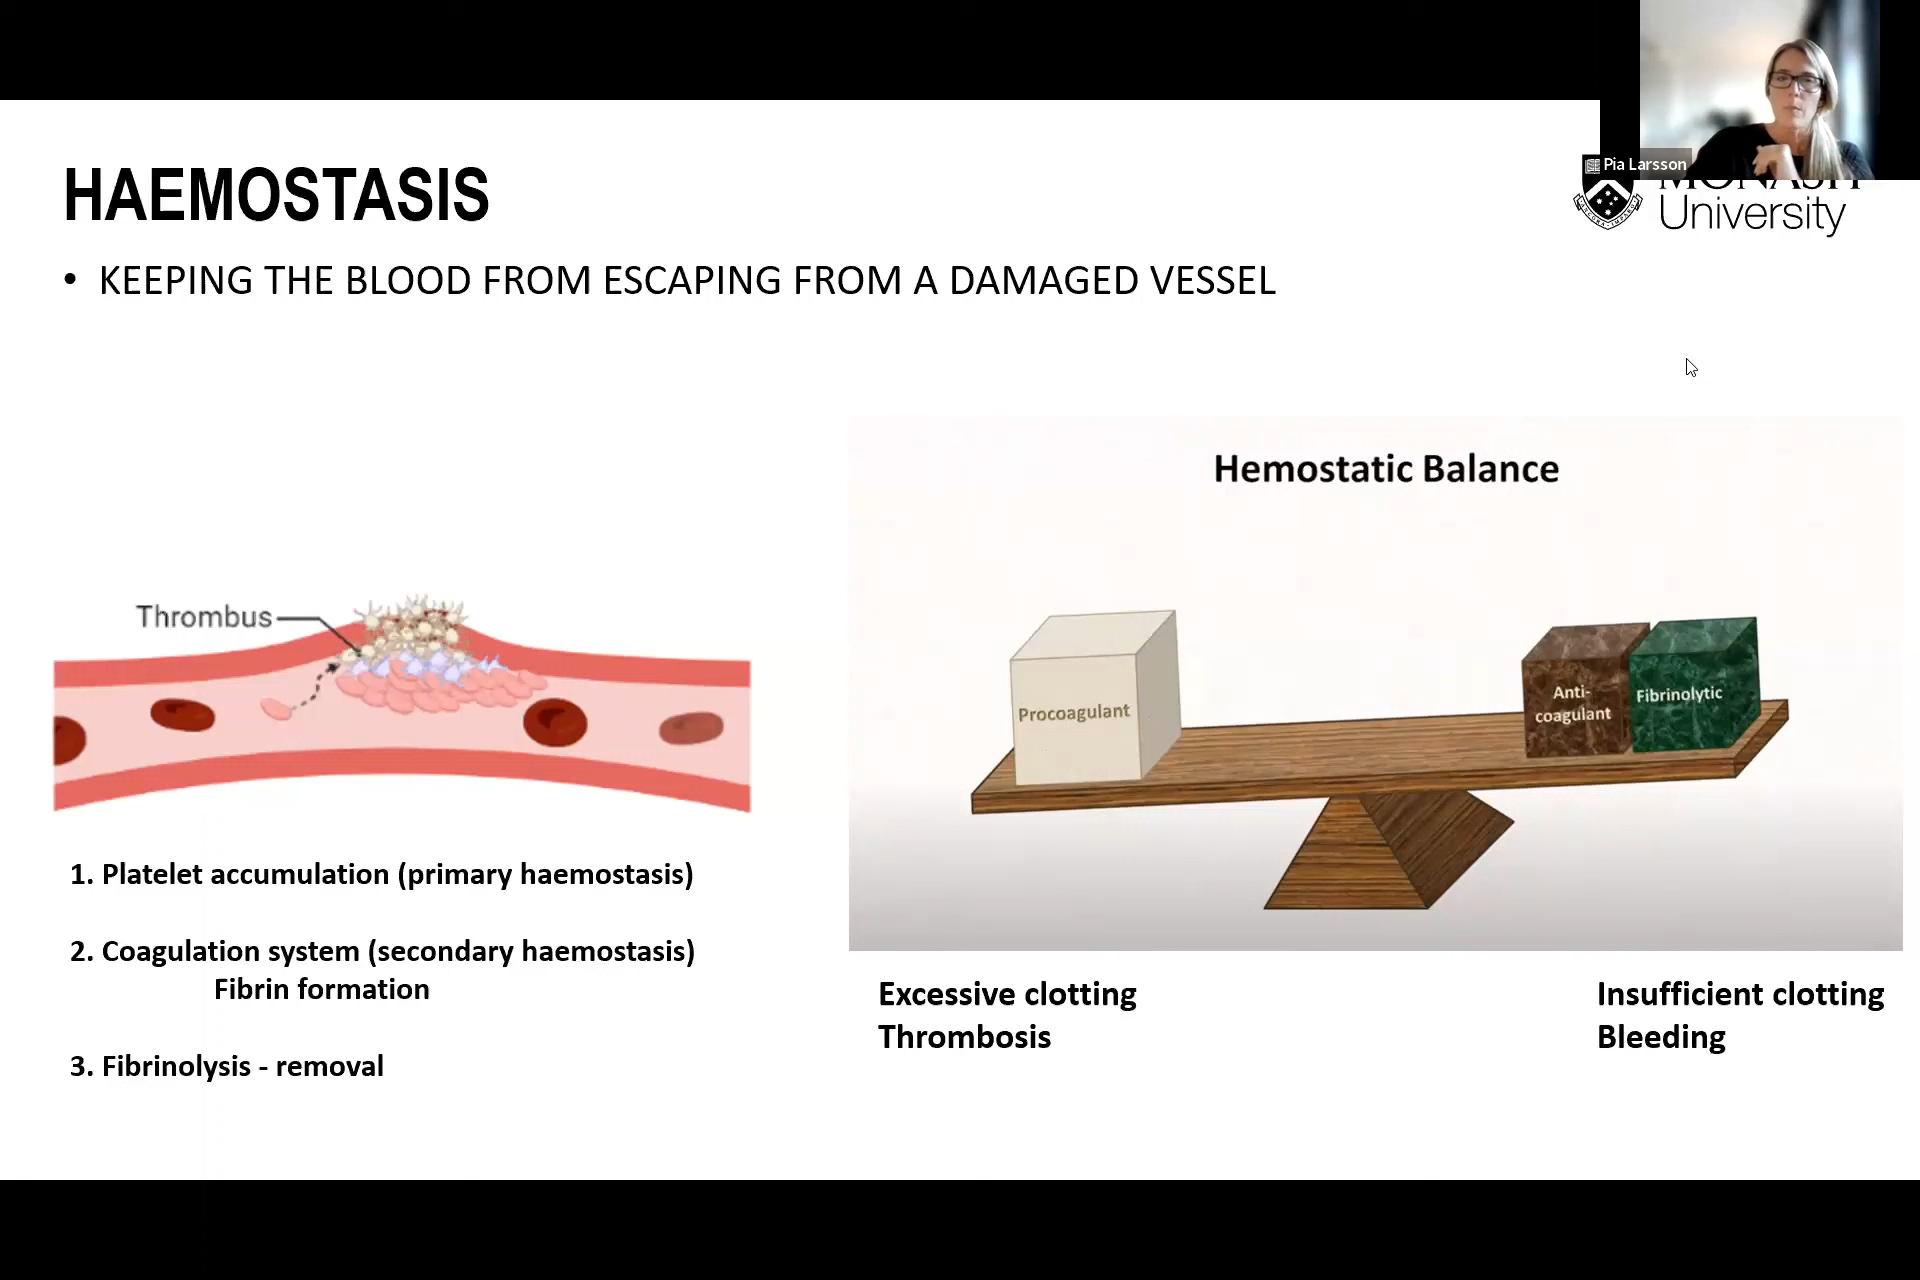 Pia Larsson
HAEMOSTASIS
University
• KEEPING THE BLOOD FROM ESCAPING FROM A DAMAGED VESSEL
Hemostatic Balance
Thrombus
Procoagulant
Anti-
coagulant
Fibrinolytic
1. Platelet accumulation (primary haemostasis)
2. Coagulation system (secondary haemostasis)
Fibrin formation
3. Fibrinolysis - removal
Excessive clotting
Thrombosis
Insufficient clotting
Bleeding